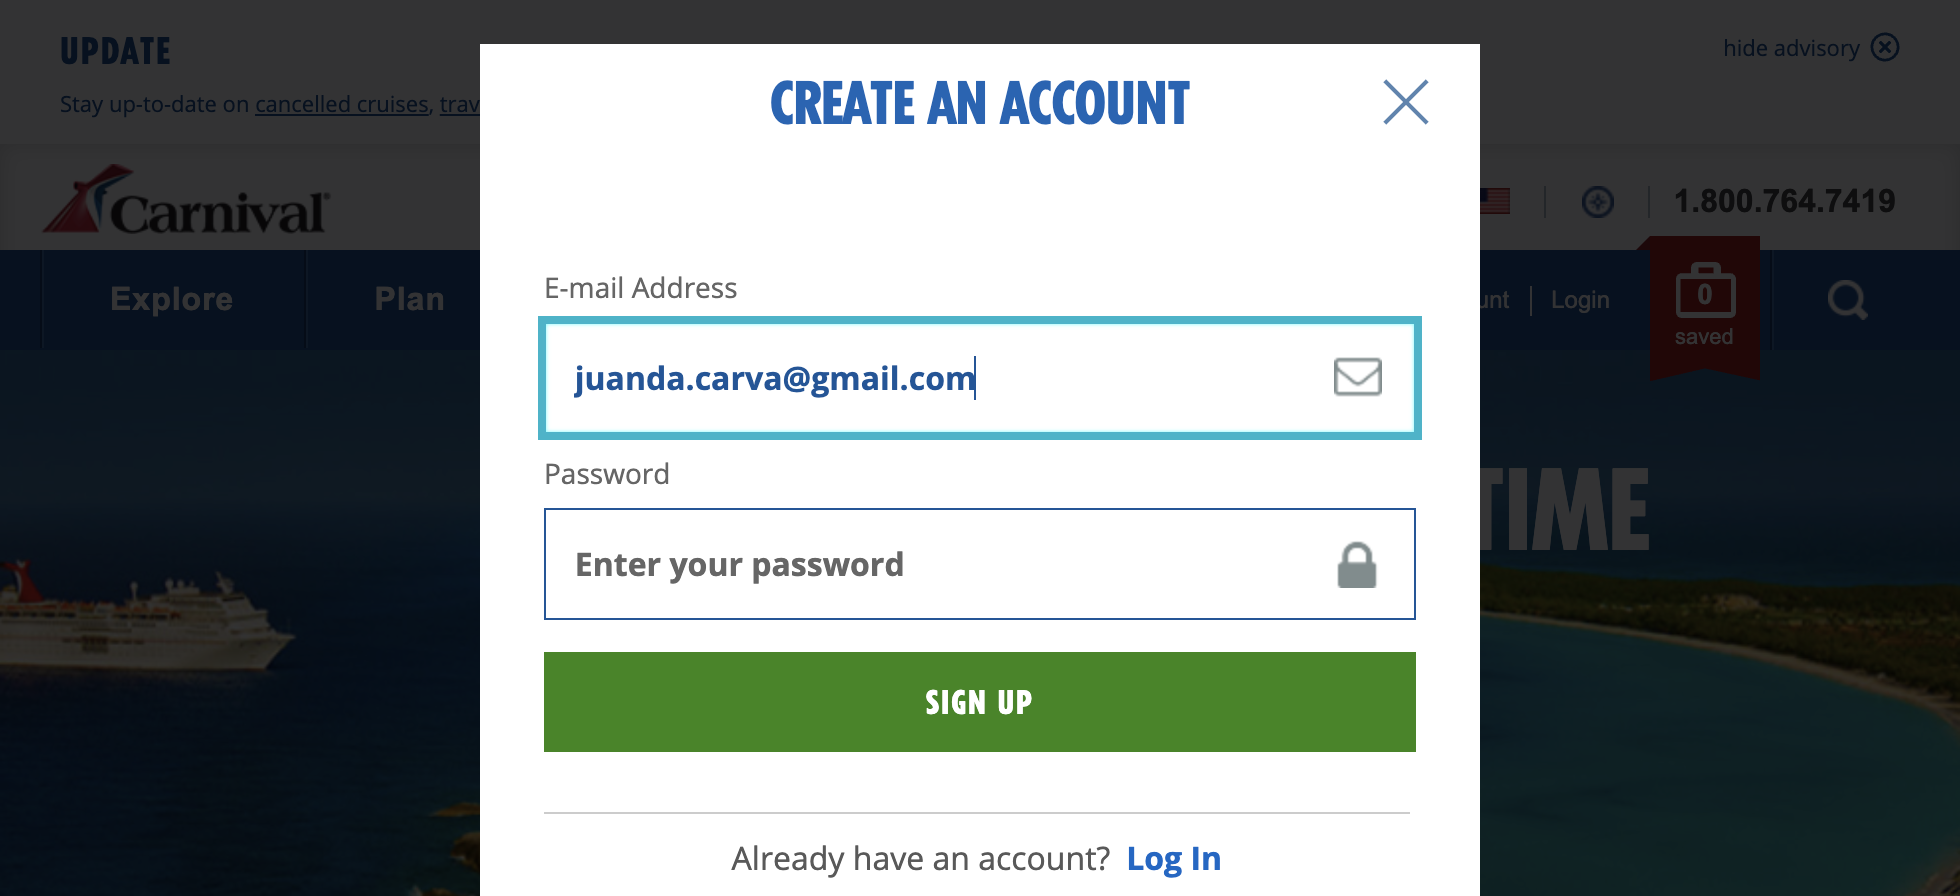 UPDATE
hide advisory
Stay up-to-date on cancelled cruises, trav
CREATE AN ACCOUNT
Carnival®
1.800.764.7419
Explore
Plan
Login
0
saved
TIME
E-mail Address
juanda.carva@gmail.com
Password
Enter your password
SIGN UP
Already have an account? Log In